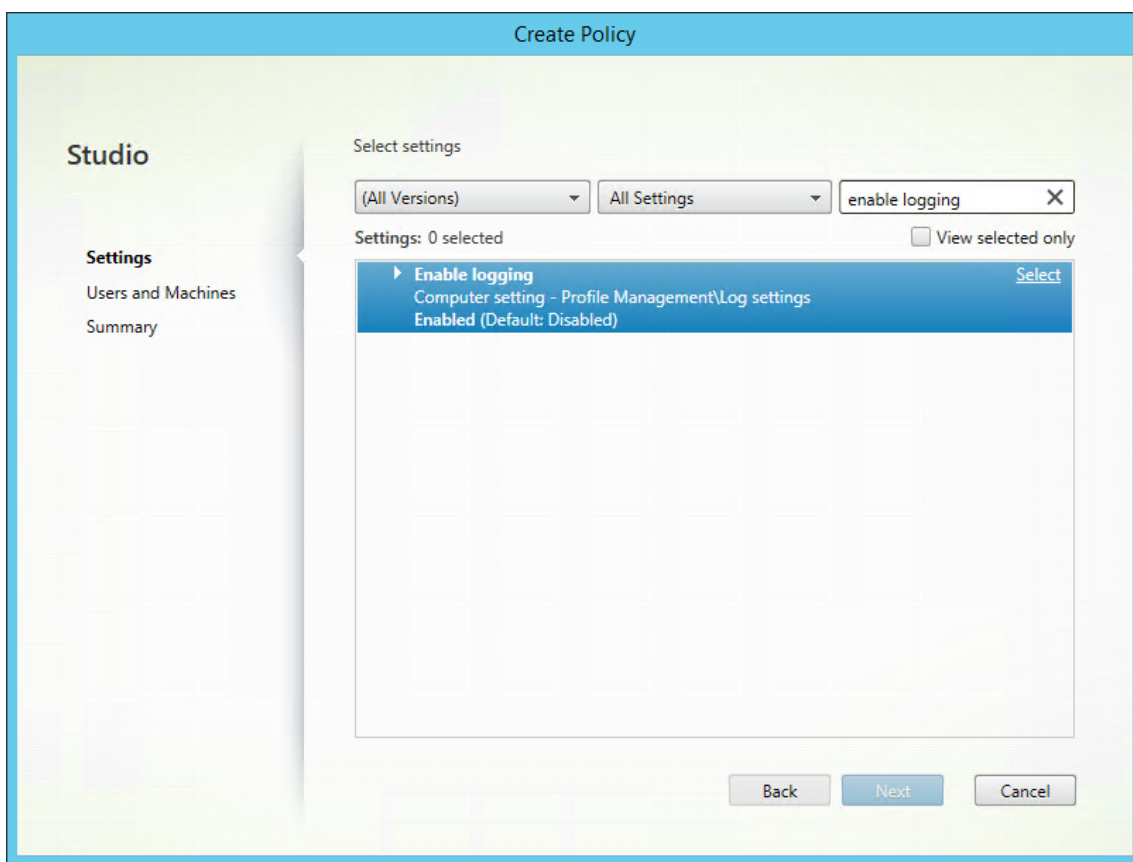 Create Policy
Studio
Settings
Users and Machines
Summary
Select settings
(All Versions)
All Settings
enable logging
Settings: 0 selected
View selected only
Enable logging
Select
Computer setting - Profile Management\Log settings
Enabled (Default: Disabled)
Back
Next
Cancel